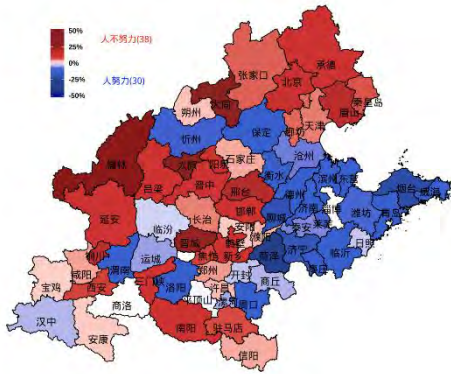 50%
25%
0%
-25%
-50%
人不努力(38)
人努力(30)
承德
张家口
北京
秦皇岛
唐山
大同
天津
廊坊
朔州
忻州
保定
沧州
石家庄
榆林
太原
阳泉
衡水
滨州
东营
烟台
威海
吕梁
晋中
邢台
德州
济南
淄博
潍坊
青岛
延安
临汾
长治
邯郸
聊城
泰安
莱芜
安阳
濮阳
日照
晋城
鹤壁
新乡
焦作
菏泽
济宁
临沂
枣庄
铜川
渭南
运城
咸阳
西安
宝鸡
三门峡
洛阳
郑州
开封
商丘
许昌
商洛
平顶山
漯河
周口
汉中
安康
南阳
驻马店
信阳